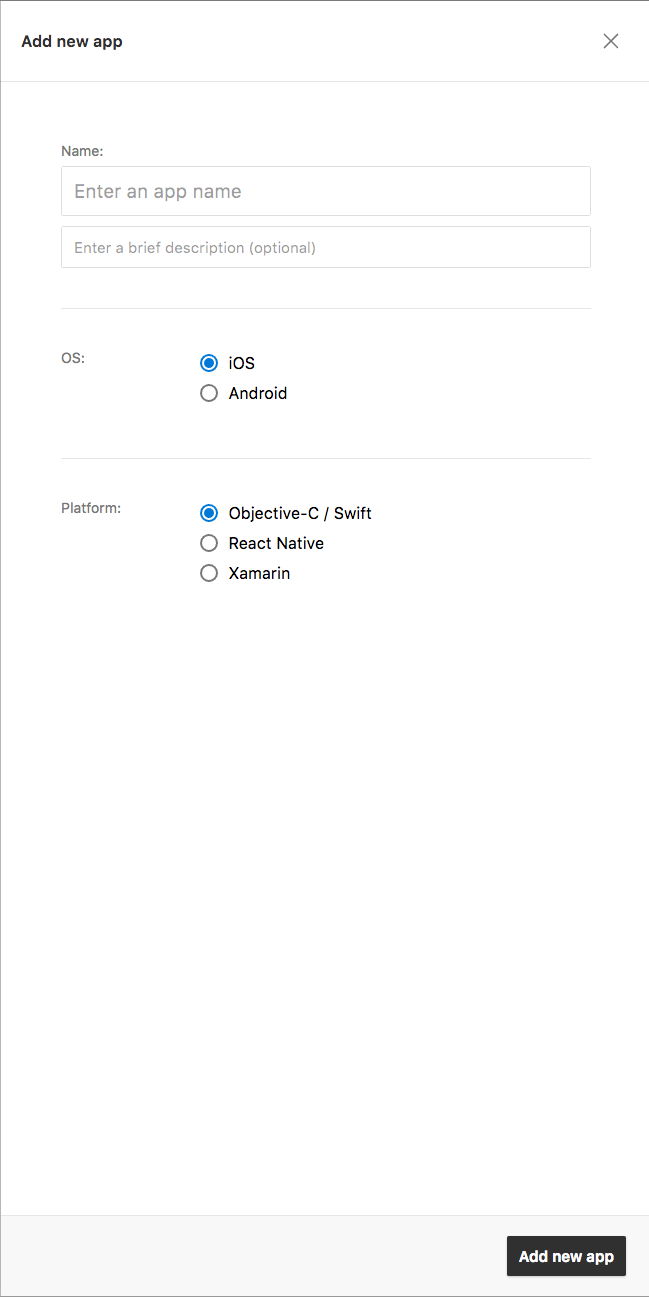 Add new app
Name:
Enter an app name
Enter a brief description (optional)
OS:
iOS
Android
Platform:
Objective-C / Swift
React Native
Xamarin
Add new app